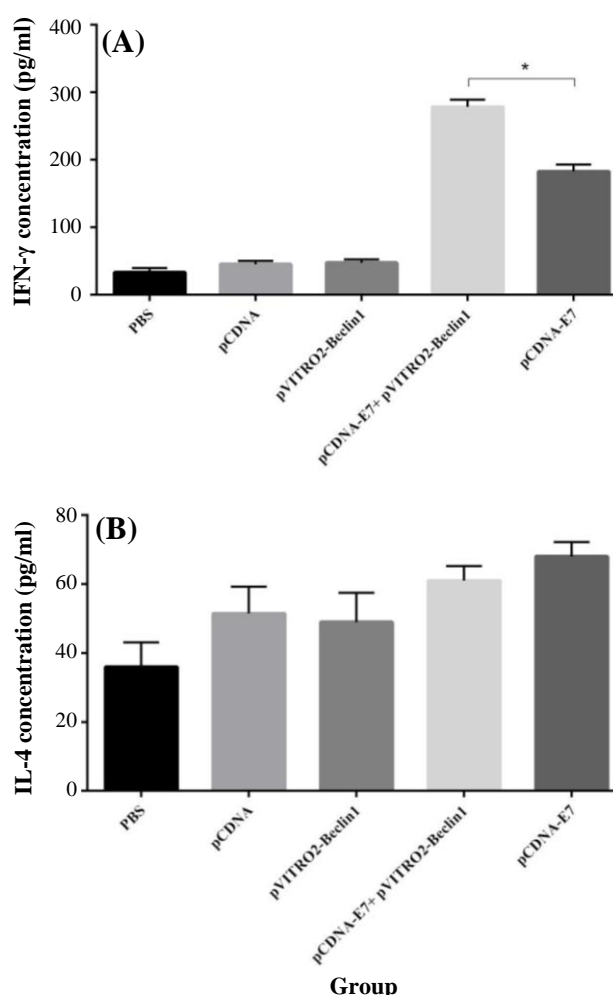 (A)
IFN-γ concentration (pg/ml)
400
300
200
100
0
*
PBS
pCDNA
pVITRO2-Beclin1
pCDNA-E7+ pVITRO2-Beclin1
pCDNA-E7
(B)
IL-4 concentration (pg/ml)
80
60
40
20
0
PBS
pCDNA
pVITRO2-Beclin1
pCDNA-E7+ pVITRO2-Beclin1
pCDNA-E7
Group